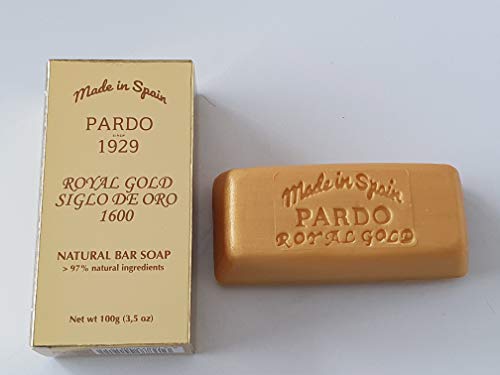 Made in Spain
PARDO
SINCE
1929
ROYAL GOLD
SIGLO DE ORO
1600
NATURAL BAR SOAP
> 97% natural ingredients
Net wt 100g (3,5 oz)
Made in Spain
PARDO
ROYAL GOLD